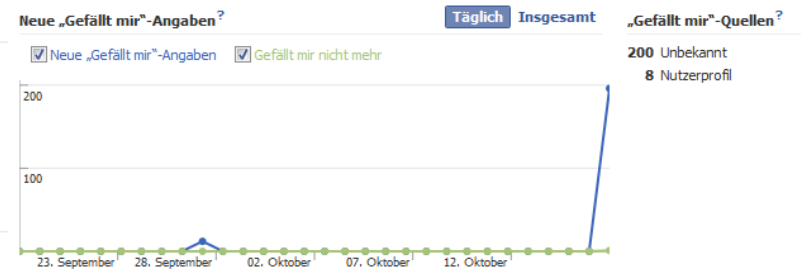 Neue „Gefällt mir“-Angaben?
Täglich Insgesamt
Neue „Gefällt mir“-Angaben Gefällt mir nicht mehr
200
100
23. September 28. September 02. Oktober 07. Oktober 12. Oktober
„Gefällt mir“-Quellen?
200 Unbekannt
8 Nutzerprofil